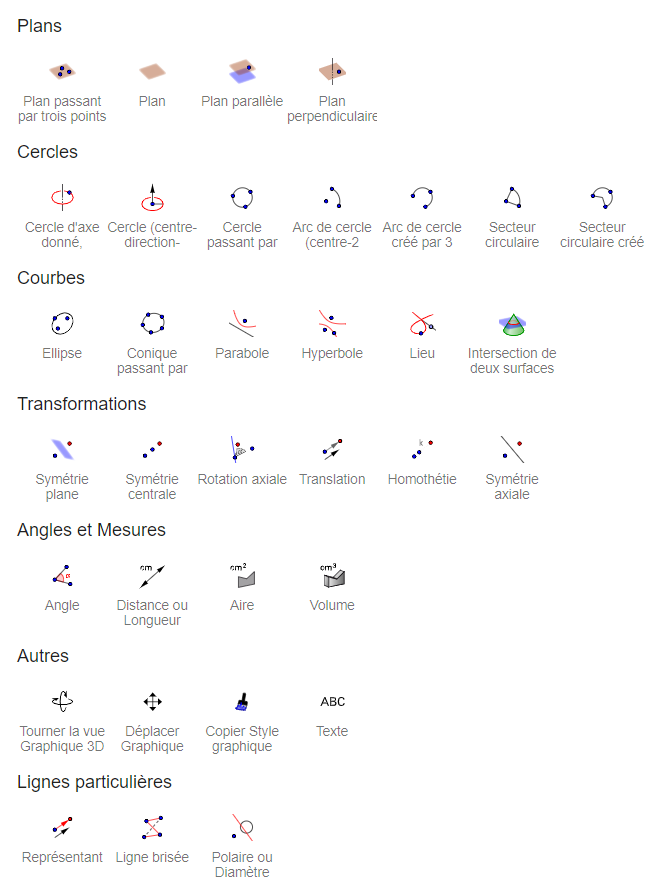 Plans
Plan passant par trois points
Plan
Plan parallèle
Plan perpendiculaire
Cercles
Cercle d'axe donné,
Cercle (centre-direction-
Cercle passant par
Arc de cercle (centre-2
Arc de cercle créé par 3
Secteur circulaire
Secteur circulaire créé
Courbes
Ellipse
Conique passant par
Parabole
Hyperbole
Lieu
Intersection de deux surfaces
Transformations
Symétrie plane
Symétrie centrale
k
Rotation axiale
Translation
Homothétie
Symétrie axiale
Angles et Mesures
α
Angle
cm
Distance ou Longueur
cm²
Aire
cm³
Volume
Autres
Tourner la vue Graphique 3D
Déplacer Graphique
Copier Style graphique
ABC
Texte
Lignes particulières
Représentant
Ligne brisée
Polaire ou Diamètre